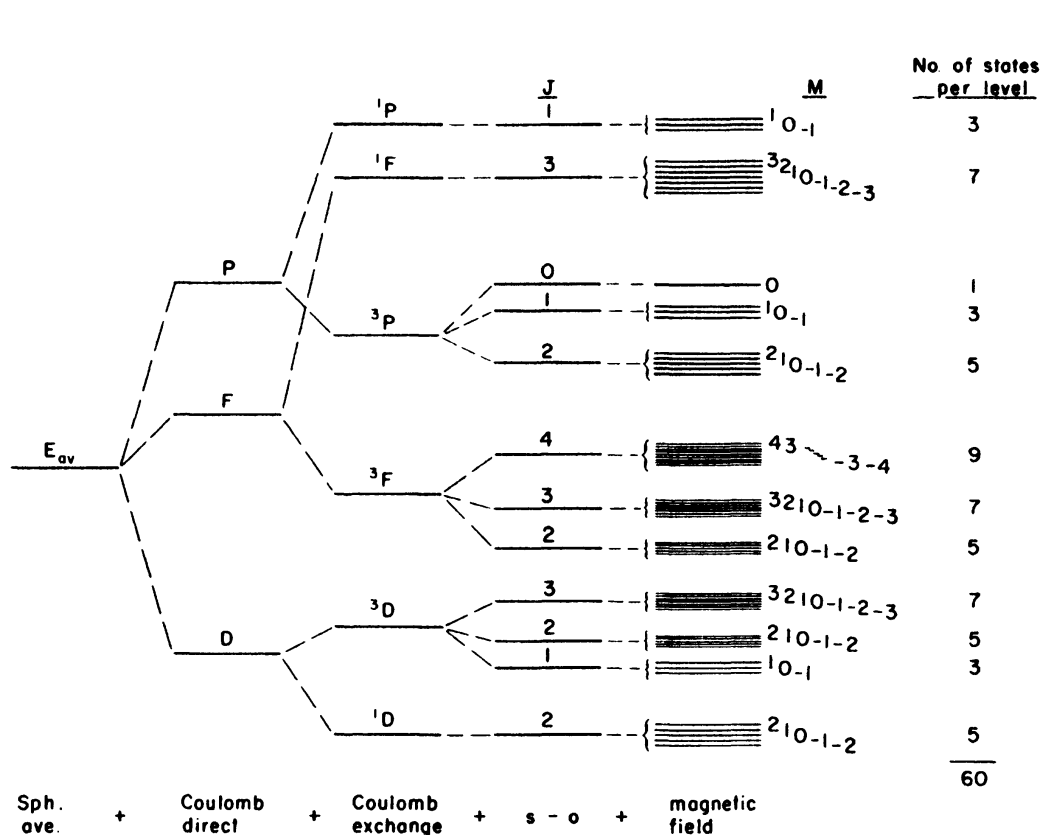 No. of states
per level
J
M
¹P
1
1 0 -1
3
¹F
3
3 2 1 0 -1 -2 -3
7
P
0
0
1
³P
1
1 0 -1
3
2
2 1 0 -1 -2
5
F
4
4 3 ~ -3 -4
9
E_av
³F
3
3 2 1 0 -1 -2 -3
7
2
2 1 0 -1 -2
5
3
3 2 1 0 -1 -2 -3
7
³D
D
2
2 1 0 -1 -2
5
1
1 0 -1
3
¹D
2
2 1 0 -1 -2
5
60
Sph. + Coulomb + Coulomb + s - o + magnetic
ave. direct exchange field